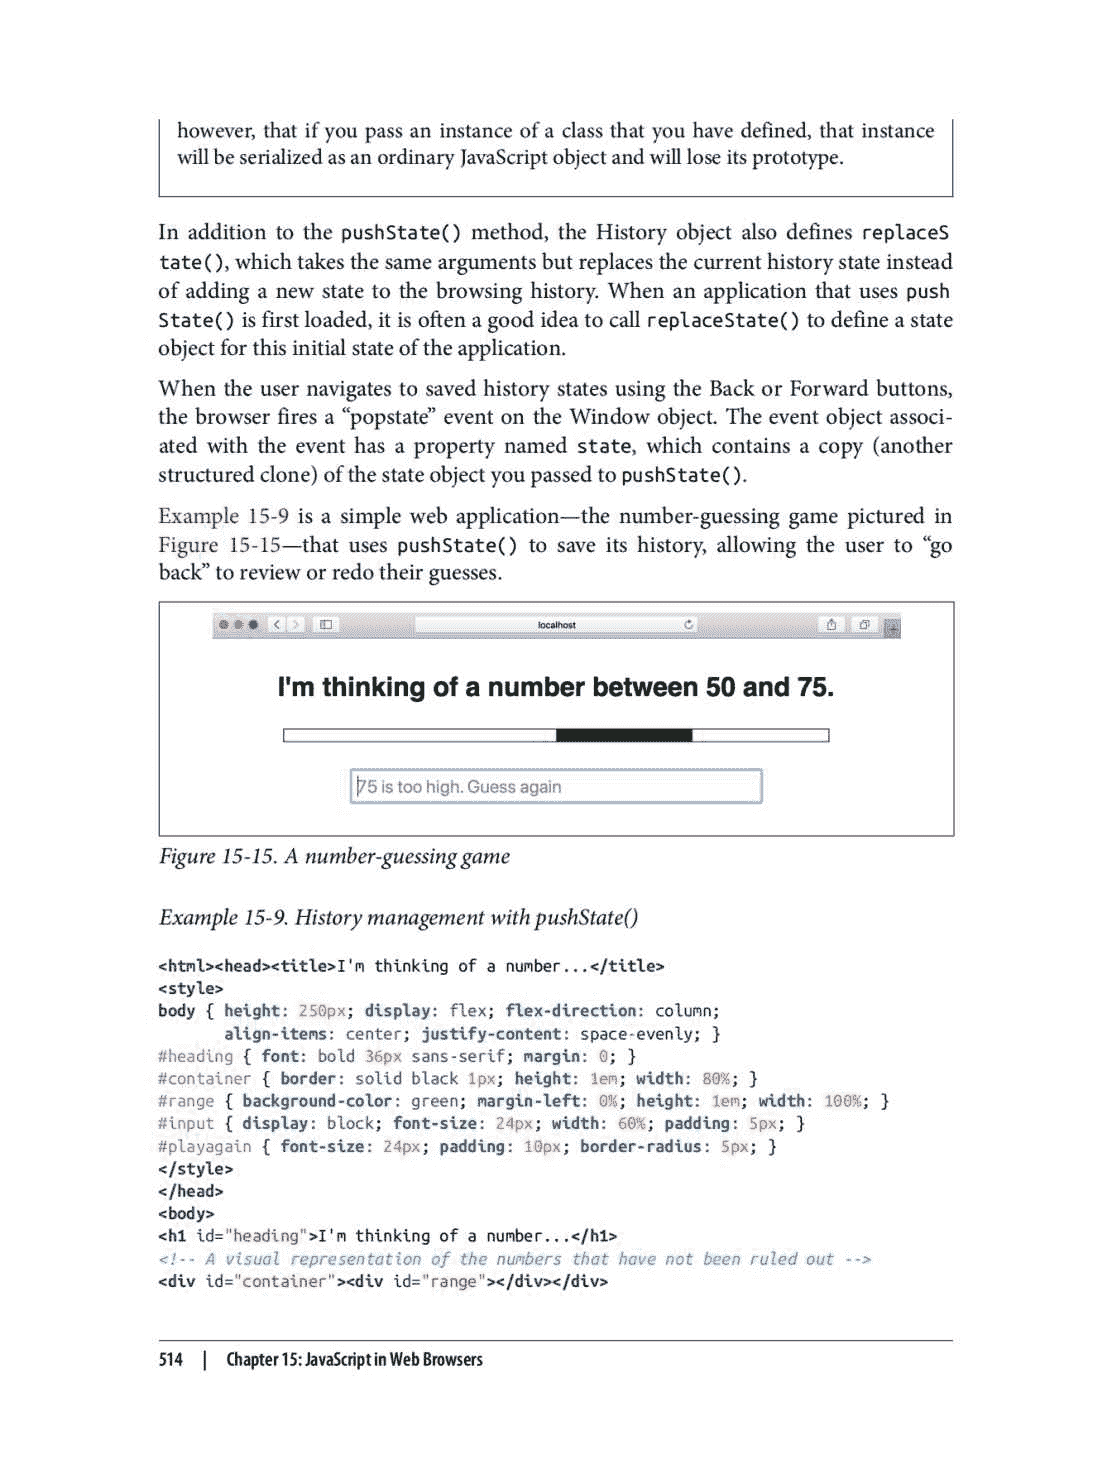 however, that if you pass an instance of a class that you have defined, that instance
will be serialized as an ordinary JavaScript object and will lose its prototype.
In addition to the pushState() method, the History object also defines replaceS
tate(), which takes the same arguments but replaces the current history state instead
of adding a new state to the browsing history. When an application that uses push
State() is first loaded, it is often a good idea to call replaceState() to define a state
object for this initial state of the application.
When the user navigates to saved history states using the Back or Forward buttons,
the browser fires a “popstate” event on the Window object. The event object associ-
ated with the event has a property named state, which contains a copy (another
structured clone) of the state object you passed to pushState().
Example 15-9 is a simple web application—the number-guessing game pictured in
Figure 15-15—that uses pushState() to save its history, allowing the user to “go
back” to review or redo their guesses.
localhost
I'm thinking of a number between 50 and 75.
75 is too high. Guess again
Figure 15-15. A number-guessing game
Example 15-9. History management with pushState()
<html><head><title>I'm thinking of a number...</title>
<style>
body { height: 250px; display: flex; flex-direction: column;
align-items: center; justify-content: space-evenly; }
#heading { font: bold 36px sans-serif; margin: 0; }
#container { border: solid black 1px; height: 1em; width: 80%; }
#range { background-color: green; margin-left: 0%; height: 1em; width: 100%; }
#input { display: block; font-size: 24px; width: 60%; padding: 5px; }
#playagain { font-size: 24px; padding: 10px; border-radius: 5px; }
</style>
</head>
<body>
<h1 id="heading">I'm thinking of a number...</h1>
<!-- A visual representation of the numbers that have not been ruled out -->
<div id="container"><div id="range"></div></div>
514 | Chapter 15: JavaScript in Web Browsers